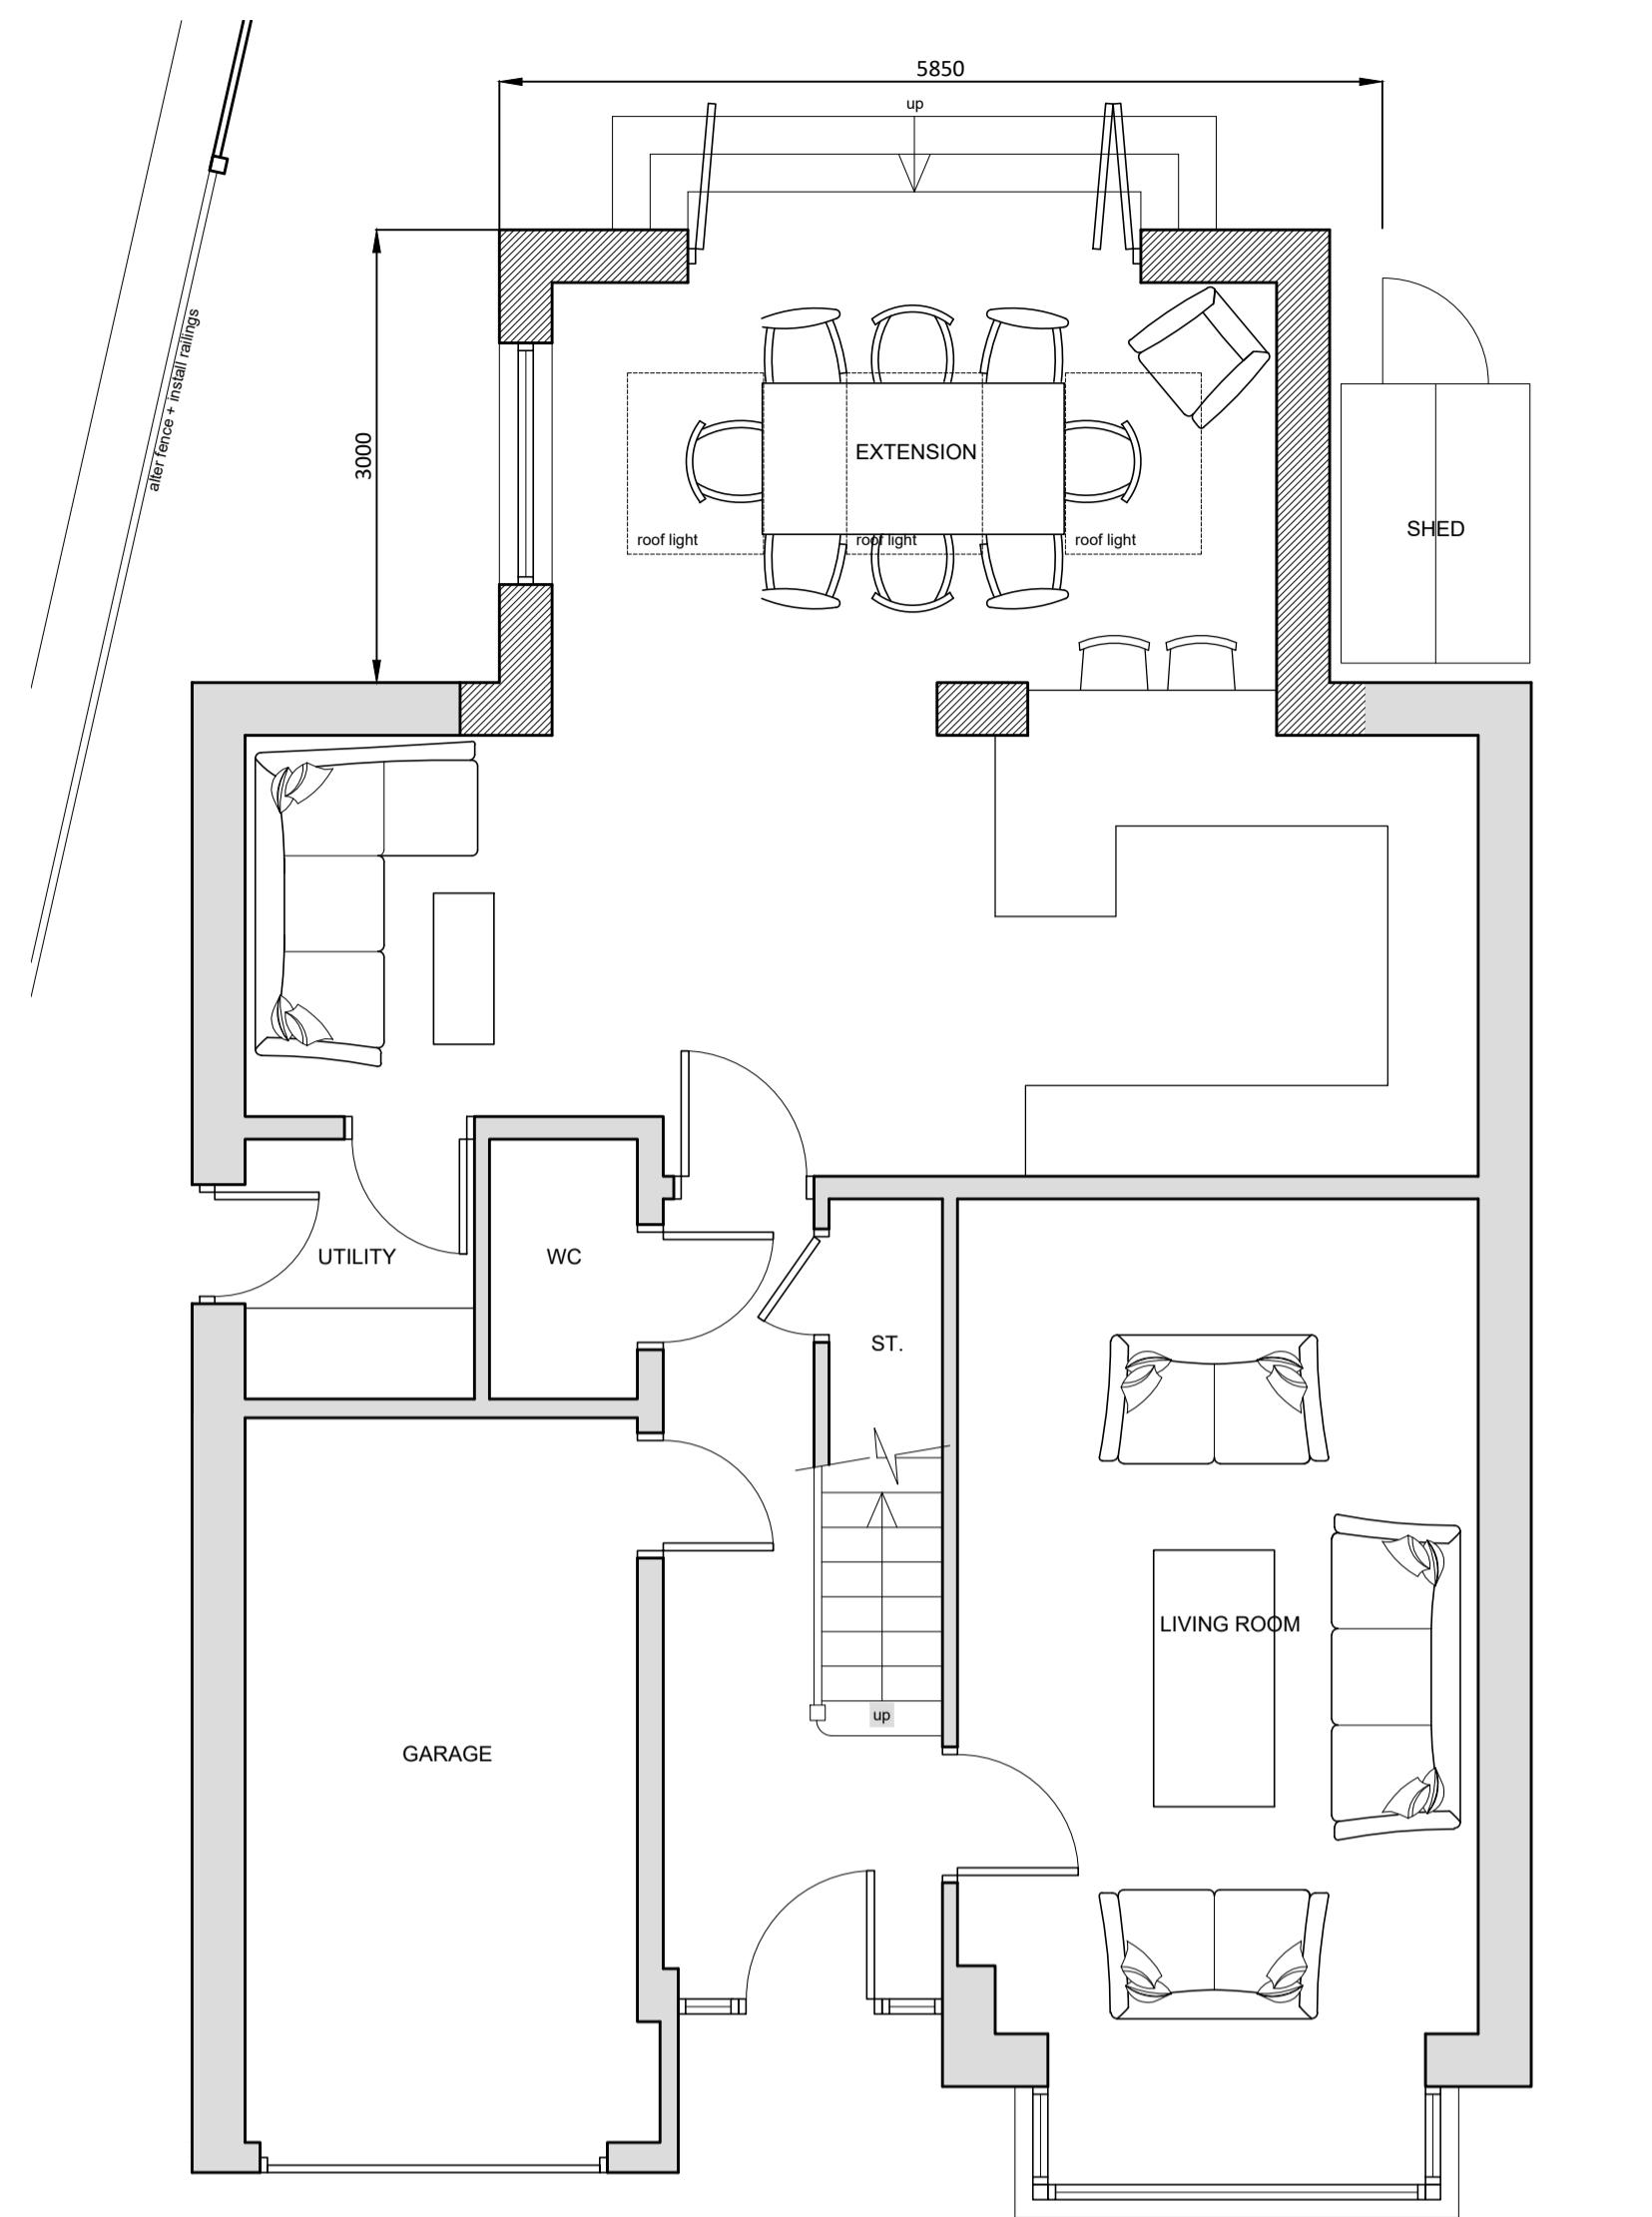 5850
up
alter fence + install railings
3000
EXTENSION
roof light
roof light
roof light
SHED
UTILITY
WC
ST.
LIVING ROOM
up
GARAGE